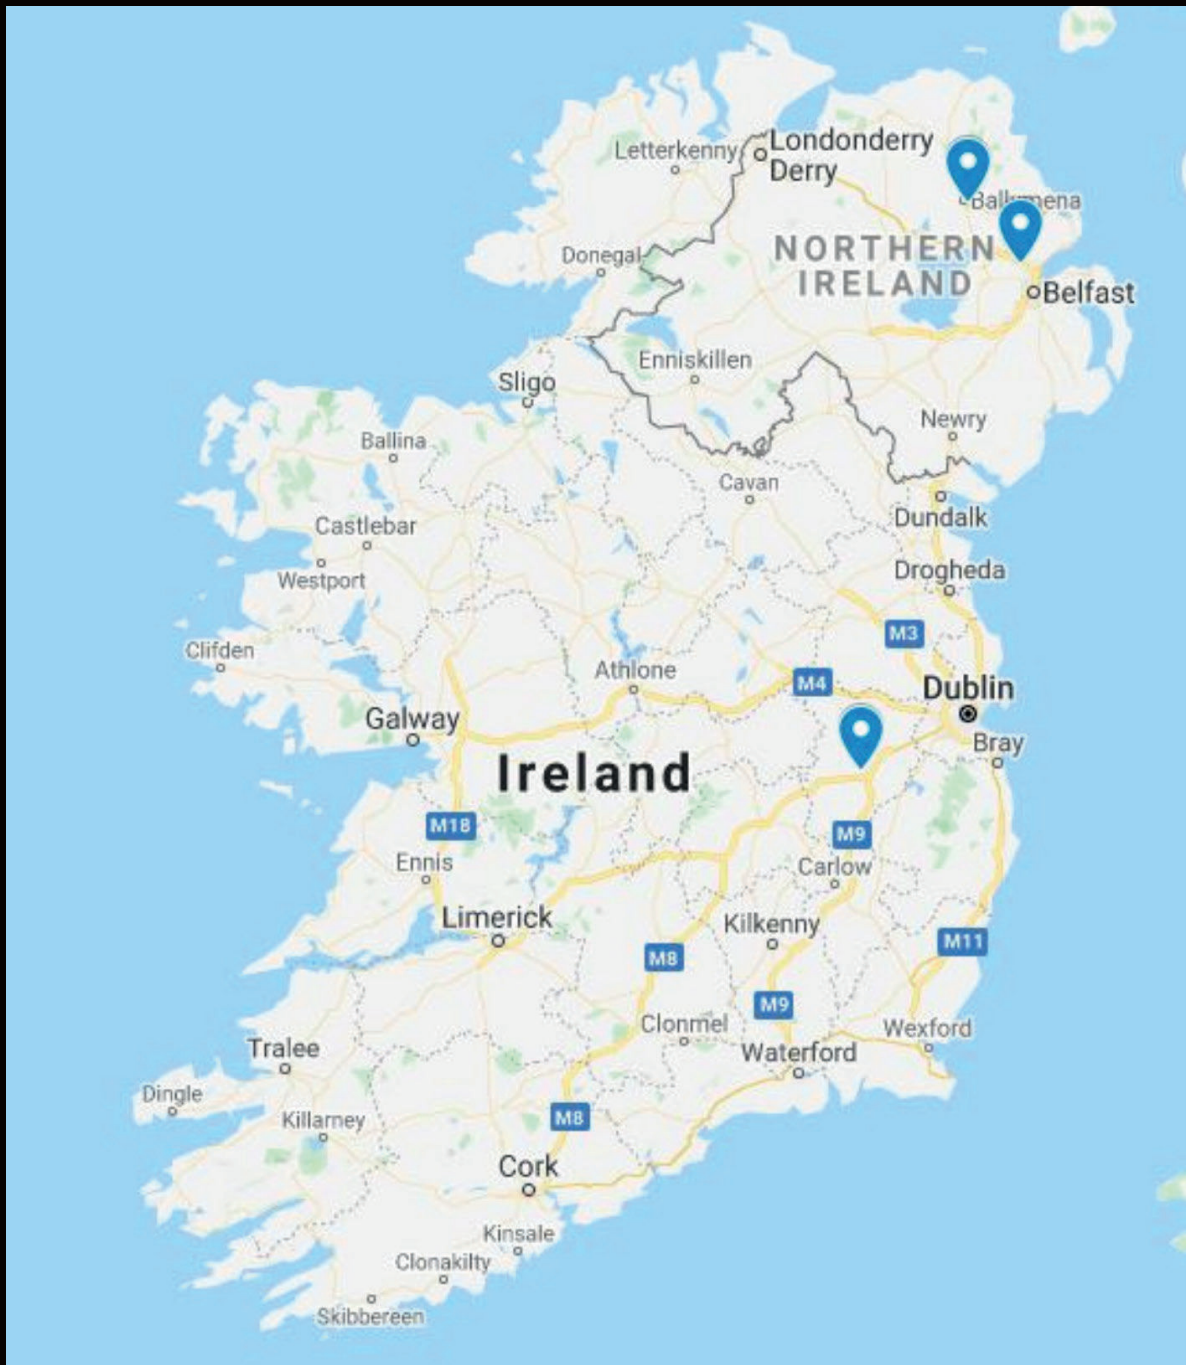 Londonderry
Derry
Letterkenny
Ballymena
NORTHERN
IRELAND
Donegal
Belfast
Enniskillen
Sligo
Newry
Ballina
Cavan
Castlebar
Dundalk
Westport
Drogheda
M3
Clifden
Athlone
M4
Dublin
Galway
Bray
Ireland
M18
M9
Ennis
Carlow
Limerick
Kilkenny
M11
M8
M9
Clonmel
Wexford
Tralee
Waterford
Dingle
Killarney
M8
Cork
Kinsale
Clonakilty
Skibbereen